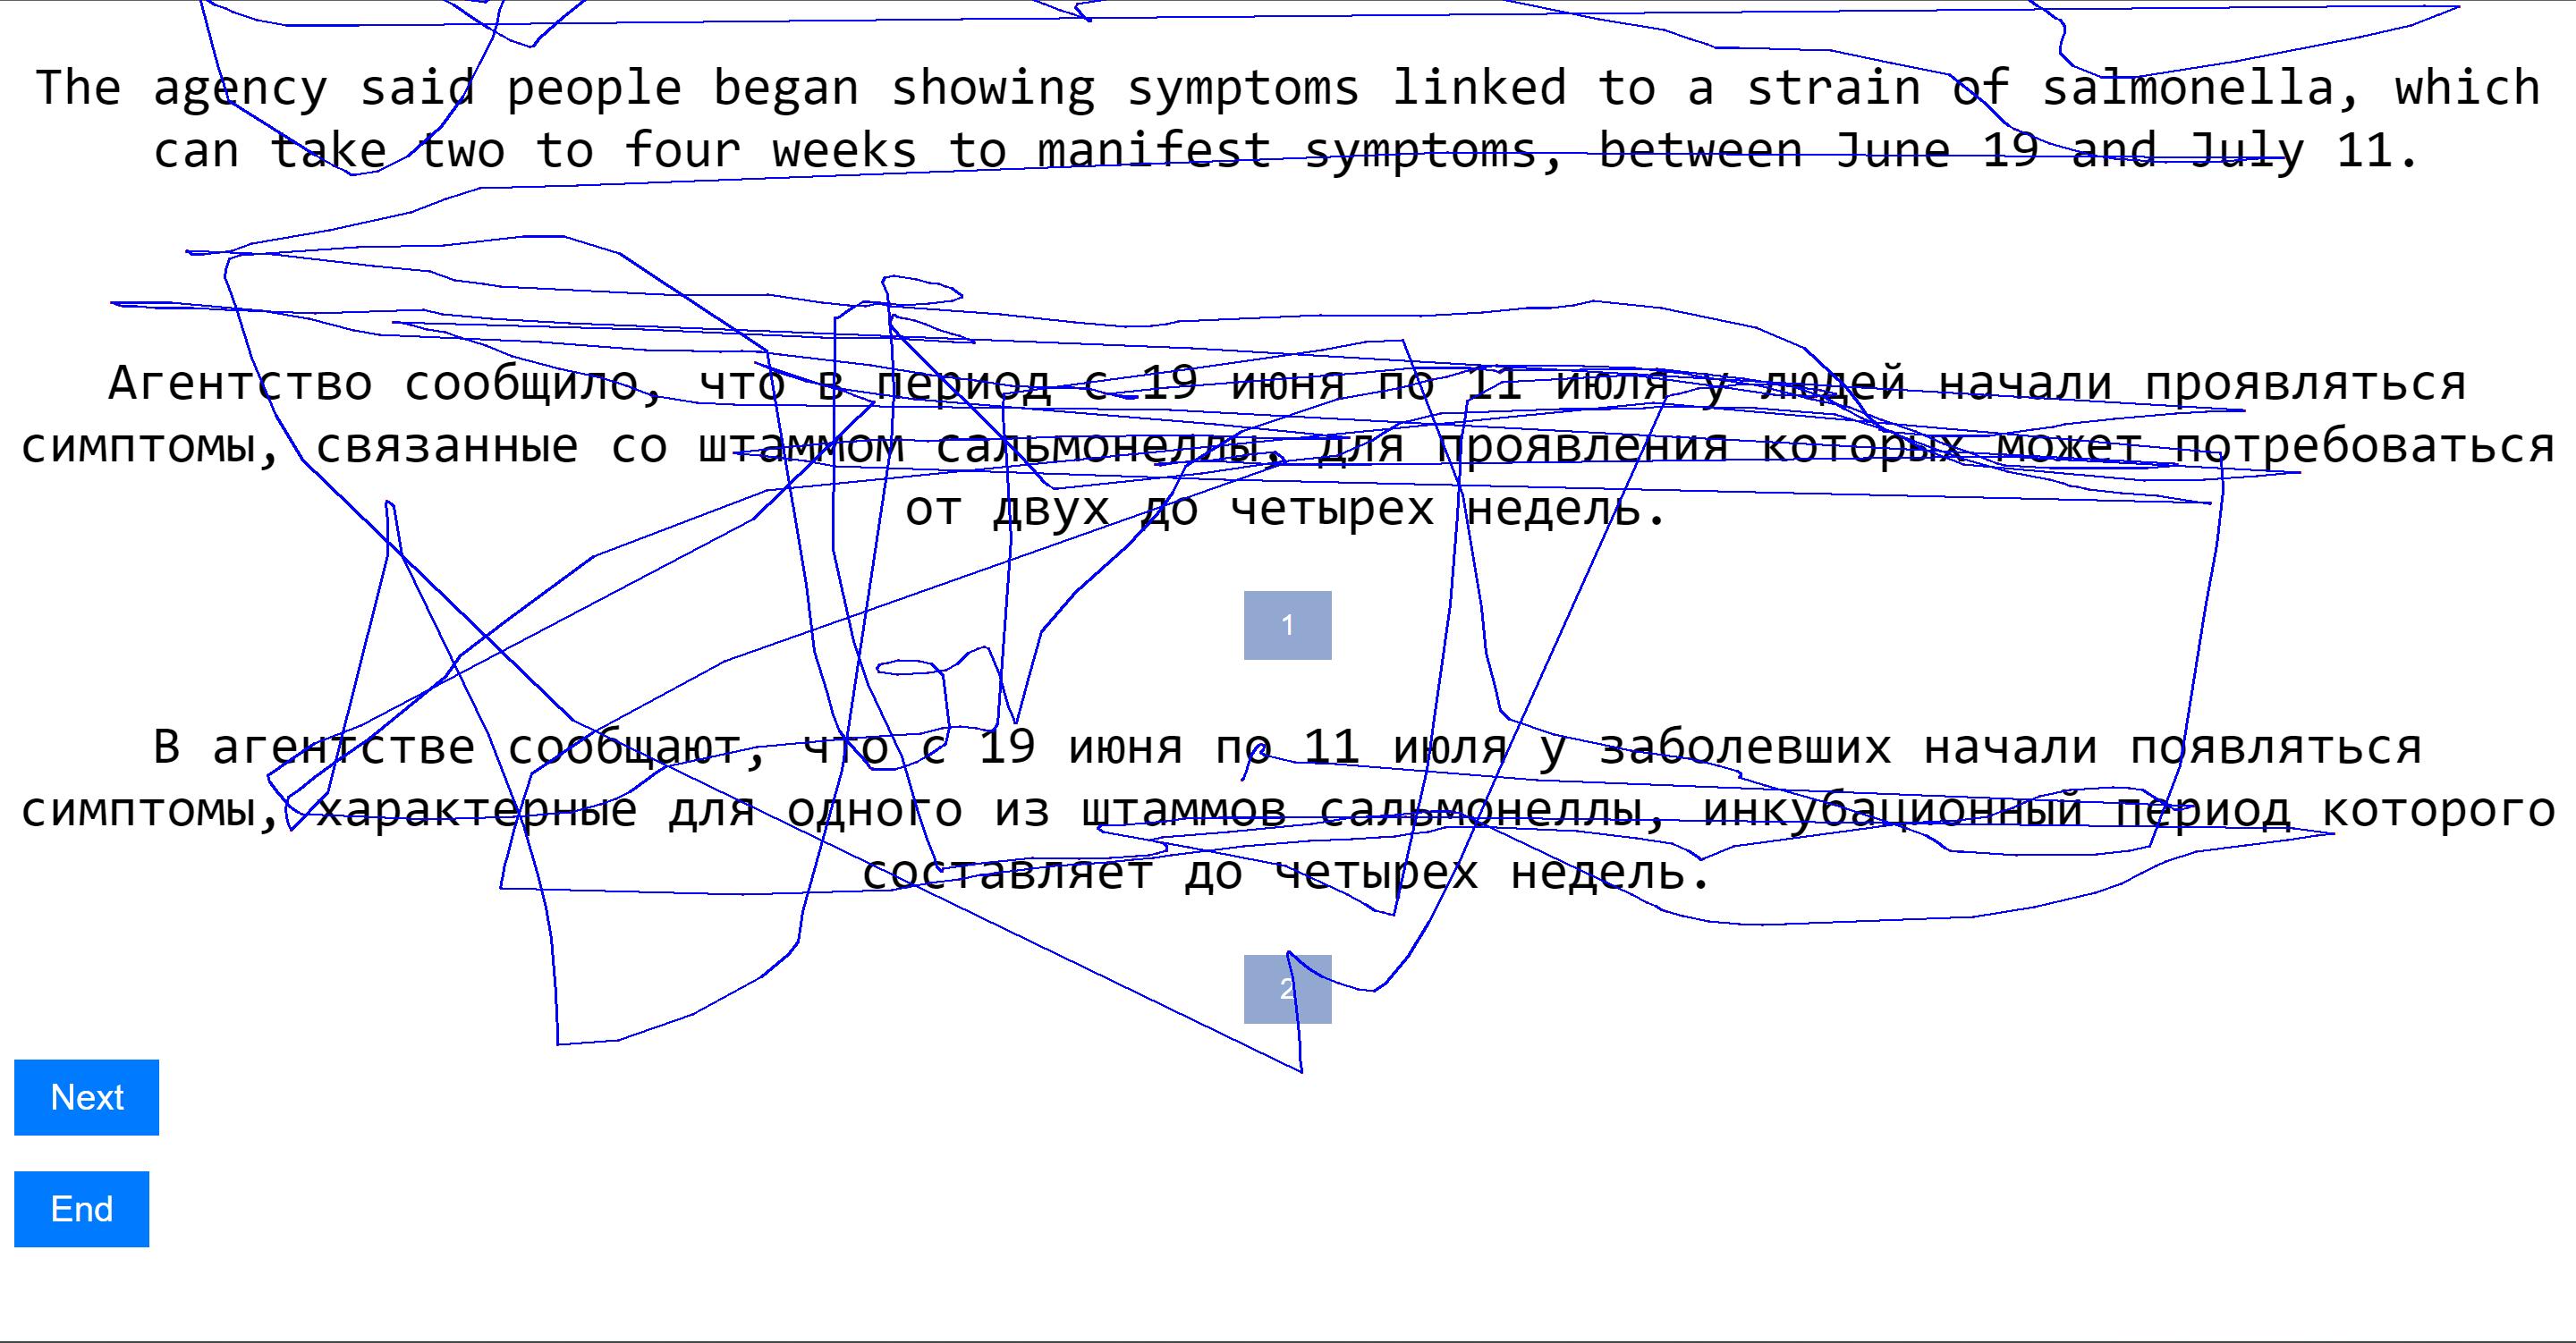 The agency said people began showing symptoms linked to a strain of salmonella, which
can take two to four weeks to manifest symptoms, between June 19 and July 11.
Агентство сообщило, что в период с 19 июня по 11 июля у людей начали проявляться
симптомы, связанные со штаммом сальмонеллы, для проявления которых может потребоваться
от двух до четырех недель.
1
В агентстве сообщают, что с 19 июня по 11 июля у заболевших начали появляться
симптомы, характерные для одного из штаммов сальмонеллы, инкубационный период которого
составляет до четырех недель.
2
Next
End